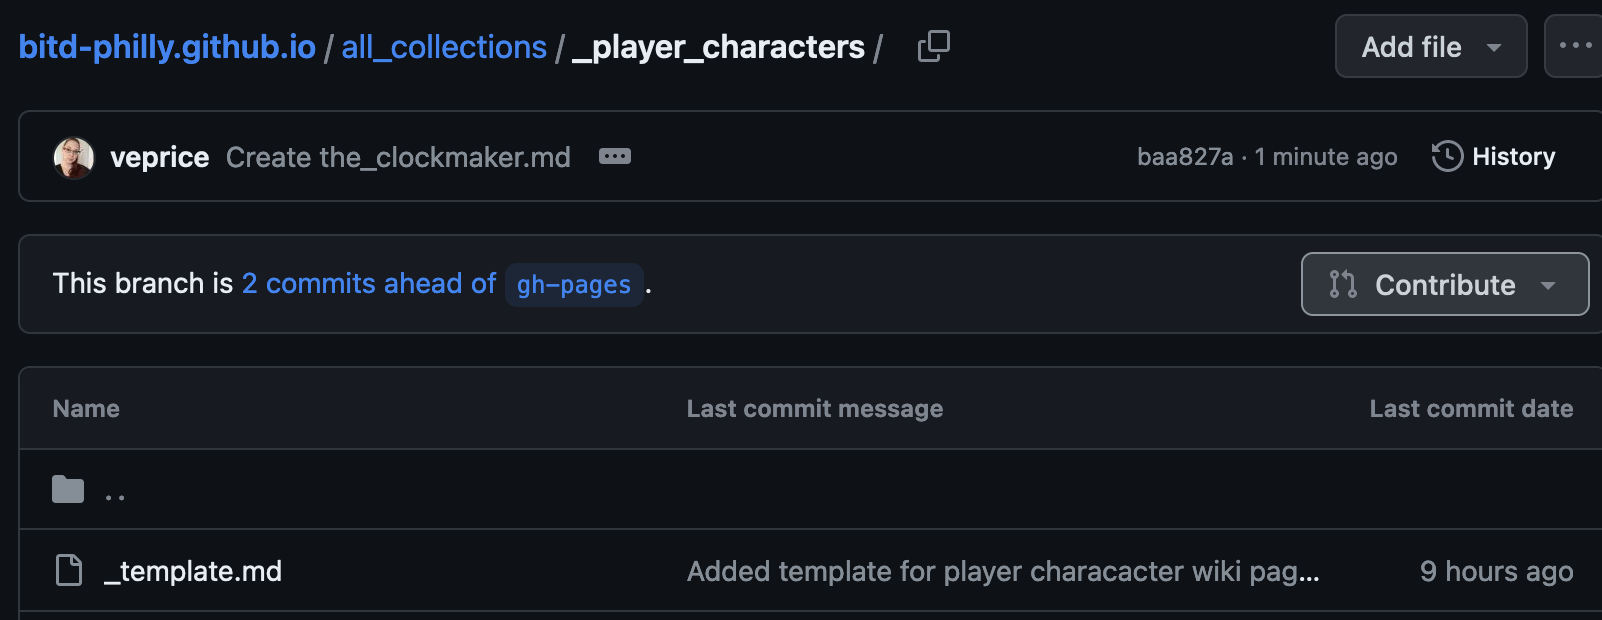 bitd-philly.github.io / all_collections / _player_characters /
Add file
veprice Create the_clockmaker.md
baa827a · 1 minute ago
History
This branch is 2 commits ahead of gh-pages .
Contribute
Name Last commit message Last commit date
..
_template.md Added template for player characacter wiki pag... 9 hours ago